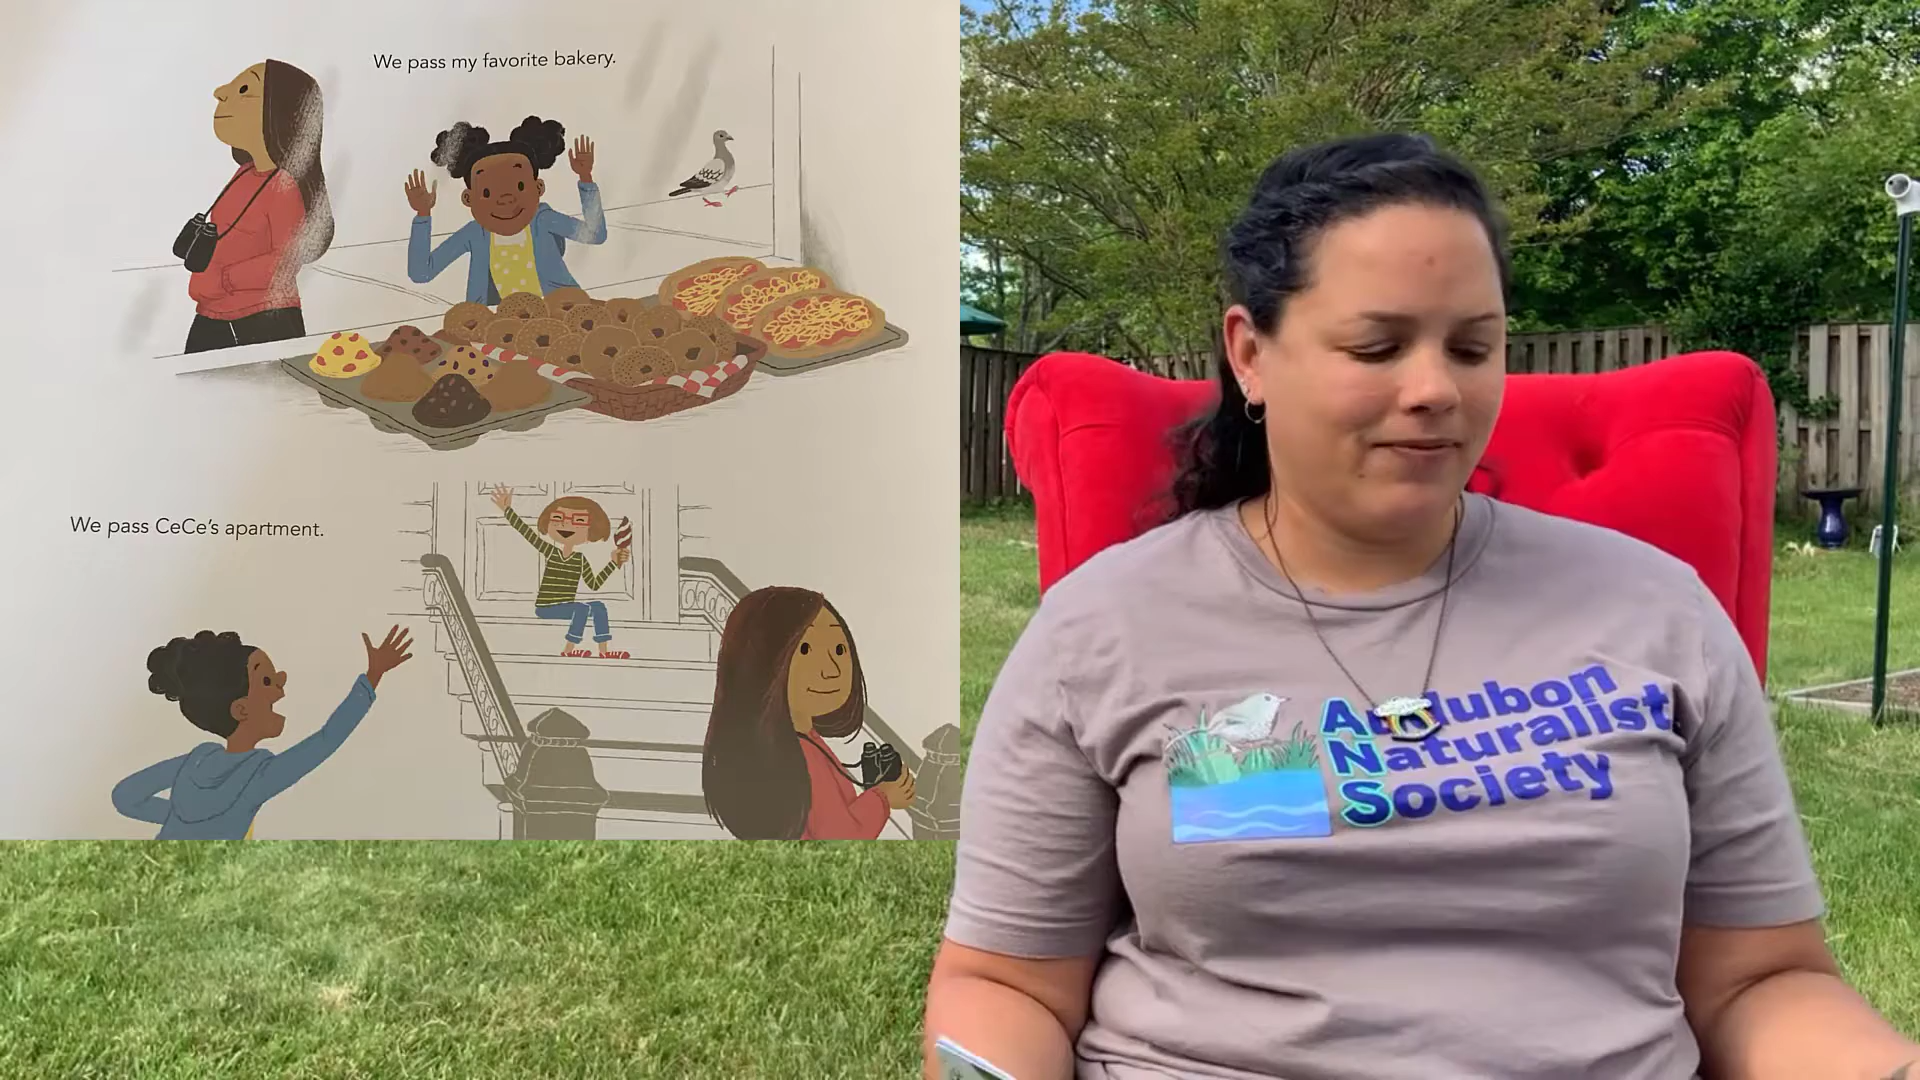 We pass my favorite bakery.
We pass CeCe's apartment.
Audubon
Naturalist
Society